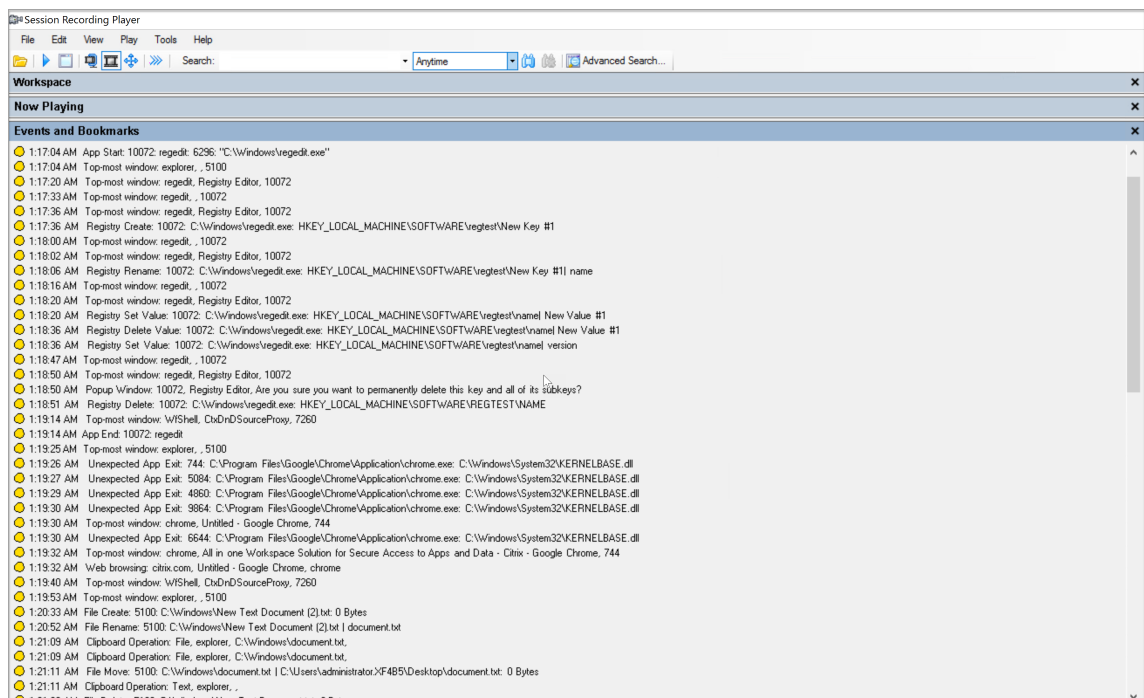 Session Recording Player
File Edit View Play Tools Help
Search: Anytime Advanced Search...
Workspace
Now Playing
Events and Bookmarks
1:17:04 AM App Start: 10072: regedit: 6296: "C:\Windows\regedit.exe"
1:17:04 AM Top-most window: explorer, , 5100
1:17:20 AM Top-most window: regedit, Registry Editor, 10072
1:17:33 AM Top-most window: regedit, , 10072
1:17:36 AM Top-most window: regedit, Registry Editor, 10072
1:17:36 AM Registry Create: 10072: C:\Windows\regedit.exe: HKEY_LOCAL_MACHINE\SOFTWARE\regtest\New Key #1
1:18:00 AM Top-most window: regedit, , 10072
1:18:02 AM Top-most window: regedit, Registry Editor, 10072
1:18:06 AM Registry Rename: 10072: C:\Windows\regedit.exe: HKEY_LOCAL_MACHINE\SOFTWARE\regtest\New Key #1| name
1:18:16 AM Top-most window: regedit, , 10072
1:18:20 AM Top-most window: regedit, Registry Editor, 10072
1:18:20 AM Registry Set Value: 10072: C:\Windows\regedit.exe: HKEY_LOCAL_MACHINE\SOFTWARE\regtest\name| New Value #1
1:18:36 AM Registry Delete Value: 10072: C:\Windows\regedit.exe: HKEY_LOCAL_MACHINE\SOFTWARE\regtest\name| New Value #1
1:18:36 AM Registry Set Value: 10072: C:\Windows\regedit.exe: HKEY_LOCAL_MACHINE\SOFTWARE\regtest\name| version
1:18:47 AM Top-most window: regedit, , 10072
1:18:50 AM Top-most window: regedit, Registry Editor, 10072
1:18:50 AM Popup Window: 10072, Registry Editor, Are you sure you want to permanently delete this key and all of its subkeys?
1:18:51 AM Registry Delete: 10072: C:\Windows\regedit.exe: HKEY_LOCAL_MACHINE\SOFTWARE\REGTEST\NAME
1:19:14 AM Top-most window: WfShell, CtxDnDSourceProxy, 7260
1:19:14 AM App End: 10072: regedit
1:19:25 AM Top-most window: explorer, , 5100
1:19:26 AM Unexpected App Exit: 744: C:\Program Files\Google\Chrome\Application\chrome.exe: C:\Windows\System32\KERNELBASE.dll
1:19:27 AM Unexpected App Exit: 5084: C:\Program Files\Google\Chrome\Application\chrome.exe: C:\Windows\System32\KERNELBASE.dll
1:19:29 AM Unexpected App Exit: 4860: C:\Program Files\Google\Chrome\Application\chrome.exe: C:\Windows\System32\KERNELBASE.dll
1:19:30 AM Unexpected App Exit: 9864: C:\Program Files\Google\Chrome\Application\chrome.exe: C:\Windows\System32\KERNELBASE.dll
1:19:30 AM Top-most window: chrome, Untitled - Google Chrome, 744
1:19:30 AM Unexpected App Exit: 6644: C:\Program Files\Google\Chrome\Application\chrome.exe: C:\Windows\System32\KERNELBASE.dll
1:19:32 AM Top-most window: chrome, All in one Workspace Solution for Secure Access to Apps and Data - Citrix - Google Chrome, 744
1:19:32 AM Web browsing: citrix.com, Untitled - Google Chrome, chrome
1:19:40 AM Top-most window: WfShell, CtxDnDSourceProxy, 7260
1:19:53 AM Top-most window: explorer, , 5100
1:20:33 AM File Create: 5100: C:\Windows\New Text Document (2).txt: 0 Bytes
1:20:52 AM File Rename: 5100: C:\Windows\New Text Document (2).txt | document.txt
1:21:09 AM Clipboard Operation: File, explorer, C:\Windows\document.txt,
1:21:09 AM Clipboard Operation: File, explorer, C:\Windows\document.txt,
1:21:11 AM File Move: 5100: C:\Windows\document.txt | C:\Users\administrator.XF4B5\Desktop\document.txt: 0 Bytes
1:21:11 AM Clipboard Operation: Text, explorer, ,